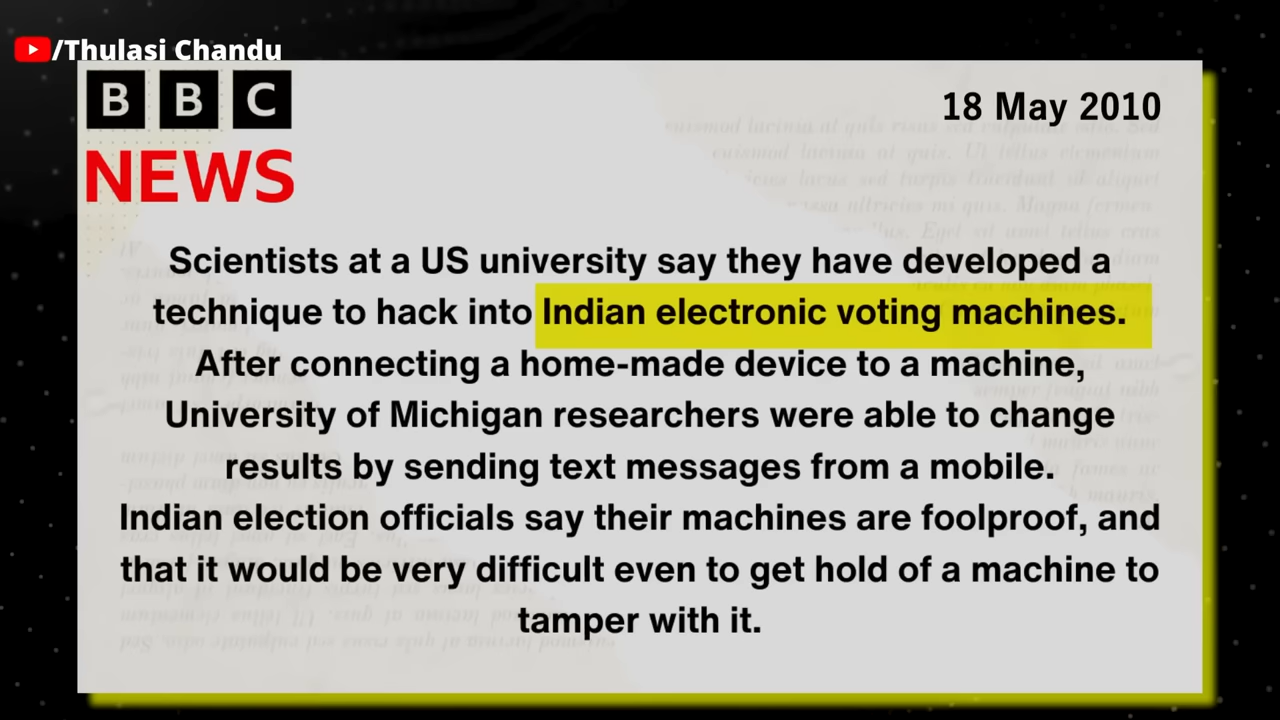 /Thulasi Chandu
BBC
NEWS
18 May 2010
Scientists at a US university say they have developed a
technique to hack into Indian electronic voting machines.
After connecting a home-made device to a machine,
University of Michigan researchers were able to change
results by sending text messages from a mobile.
Indian election officials say their machines are foolproof, and
that it would be very difficult even to get hold of a machine to
tamper with it.